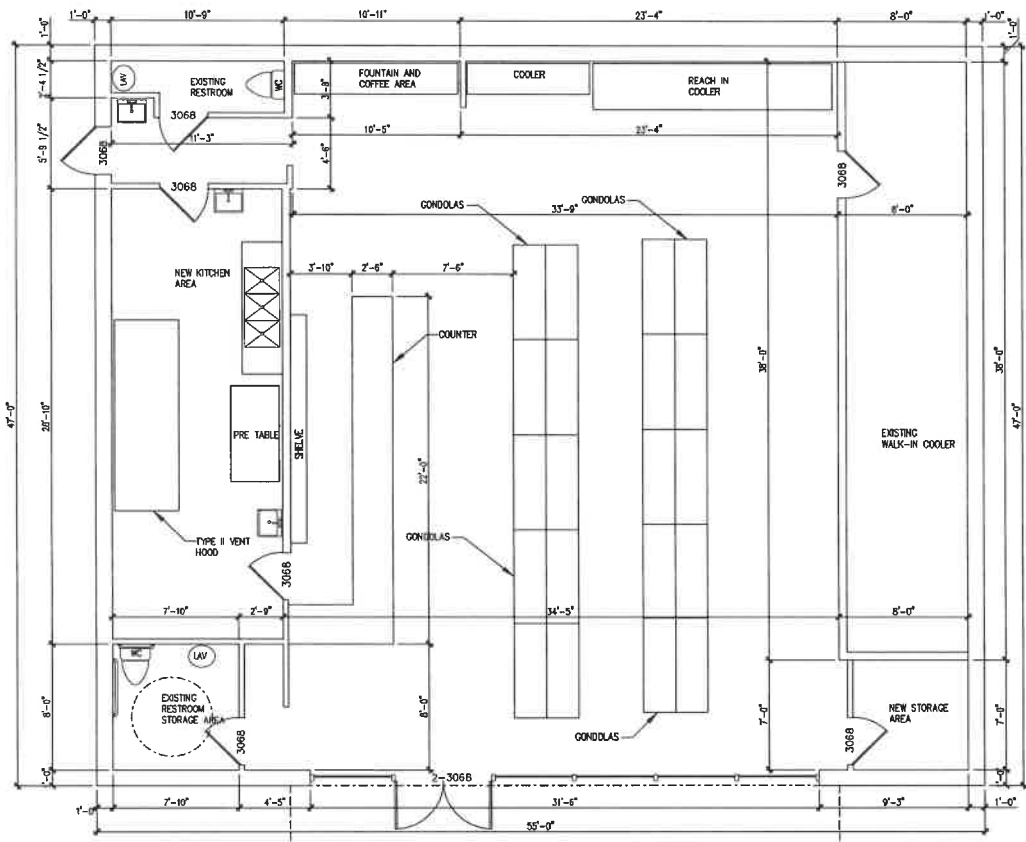 1'-0"
10'-9"
10'-11"
23'-4"
8'-0"
1'-0"
1'-0"
1'-0"
2'-4 1/2"
LAV
EXISTING
RESTROOM
WC
3'-8"
FOUNTAIN AND
COFFEE AREA
COOLER
REACH IN
COOLER
3068
11'-3"
10'-5"
23'-4"
5'-9 1/2"
3068
4'-6"
3068
3068
GONDOLAS
GONDOLAS
33'-9"
8'-0"
3'-10"
2'-6"
7'-6"
NEW KITCHEN
AREA
COUNTER
38'-0"
38'-0"
47'-0"
28'-10"
PRE TABLE
SHELVE
22'-0"
EXISTING
WALK-IN COOLER
47'-0"
TYPE II VENT
HOOD
GONDOLAS
3068
7'-10"
2'-9"
34'-5"
8'-0"
WC
LAV
EXISTING
RESTROOM
STORAGE AREA
8'-0"
8'-0"
7'-0"
NEW STORAGE
AREA
7'-0"
3068
GONDOLAS
3068
2-3068
7'-10"
4'-5"
31'-6"
9'-3"
1'-0"
1'-0"
55'-0"